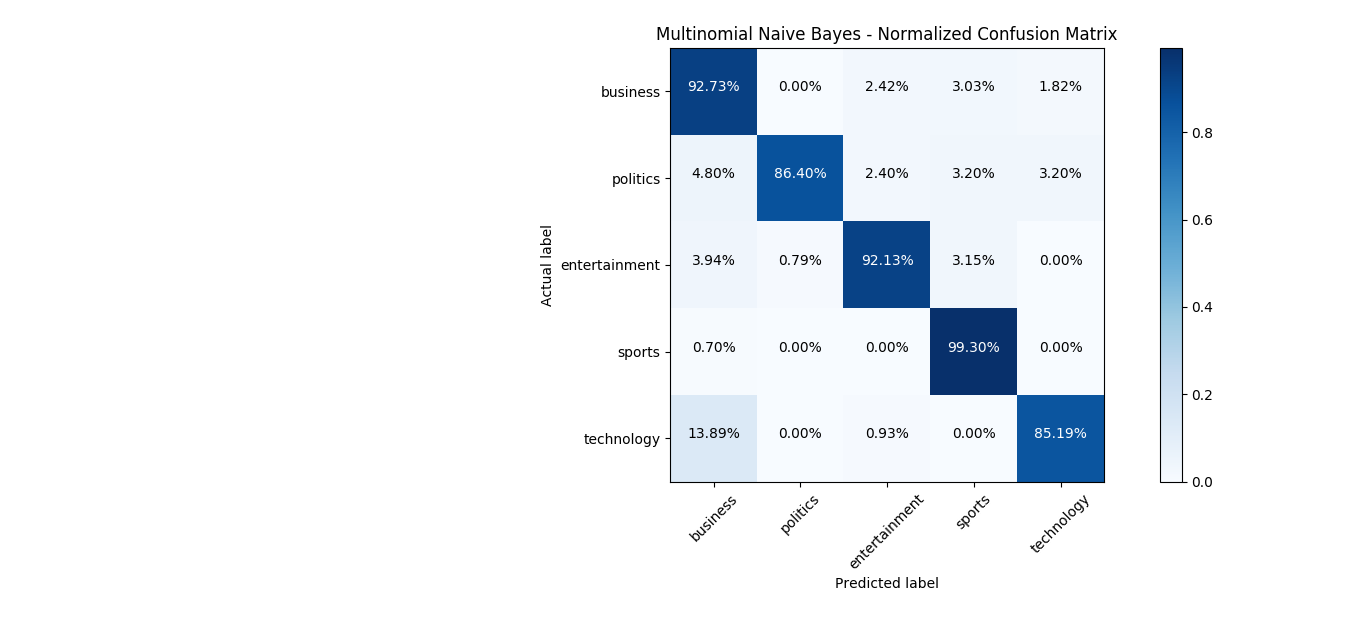 Multinomial Naive Bayes - Normalized Confusion Matrix
business 92.73% 0.00% 2.42% 3.03% 1.82%
politics 4.80% 86.40% 2.40% 3.20% 3.20%
entertainment 3.94% 0.79% 92.13% 3.15% 0.00%
sports 0.70% 0.00% 0.00% 99.30% 0.00%
technology 13.89% 0.00% 0.93% 0.00% 85.19%
Actual label
business politics entertainment sports technology
Predicted label
0.8
0.6
0.4
0.2
0.0